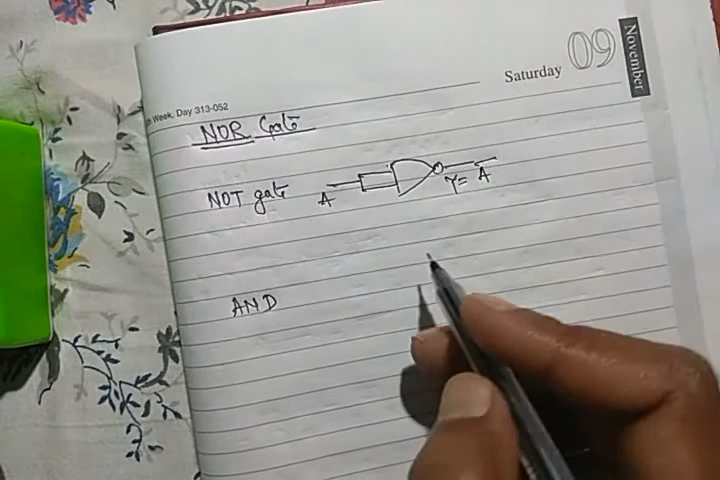 November
09
Saturday
Week, Day 313-052
NOR Gate
NOT gate A Y = A̅
AND